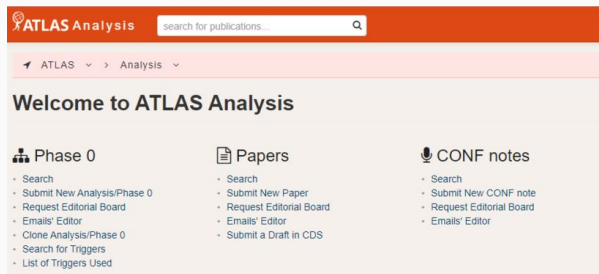 ATLAS Analysis
search for publications...
ATLAS > Analysis
Welcome to ATLAS Analysis
Phase 0
Search
Submit New Analysis/Phase 0
Request Editorial Board
Emails' Editor
Clone Analysis/Phase 0
Search for Triggers
List of Triggers Used
Papers
Search
Submit New Paper
Request Editorial Board
Emails' Editor
Submit a Draft in CDS
CONF notes
Search
Submit New CONF note
Request Editorial Board
Emails' Editor